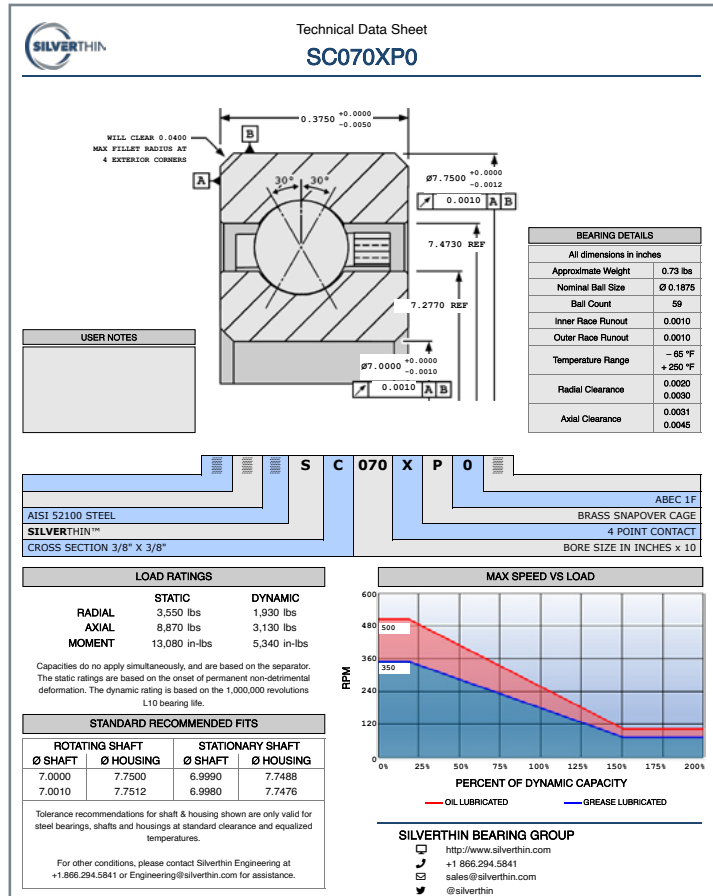 SILVERTHIN
Technical Data Sheet
SC070XP0
0.3750 +0.0000 -0.0050
WILL CLEAR 0.0400
MAX FILLET RADIUS AT
4 EXTERIOR CORNERS
B
A
30° 30°
Ø7.7500 +0.0000 -0.0012
0.0010 A B
7.4730 REF
7.2770 REF
Ø7.0000 +0.0000 -0.0010
0.0010 A B
USER NOTES
BEARING DETAILS
All dimensions in inches
Approximate Weight 0.73 lbs
Nominal Ball Size Ø 0.1875
Ball Count 59
Inner Race Runout 0.0010
Outer Race Runout 0.0010
Temperature Range – 65 °F
+ 250 °F
Radial Clearance 0.0020
0.0030
Axial Clearance 0.0031
0.0045
S C 070 X P 0
ABEC 1F
AISI 52100 STEEL BRASS SNAPOVER CAGE
SILVERTHIN™ 4 POINT CONTACT
CROSS SECTION 3/8" X 3/8" BORE SIZE IN INCHES x 10
LOAD RATINGS
STATIC DYNAMIC
RADIAL 3,550 lbs 1,930 lbs
AXIAL 8,870 lbs 3,130 lbs
MOMENT 13,080 in-lbs 5,340 in-lbs
Capacities do no apply simultaneously, and are based on the separator.
The static ratings are based on the onset of permanent non-detrimental
deformation. The dynamic rating is based on the 1,000,000 revolutions
L10 bearing life.
STANDARD RECOMMENDED FITS
ROTATING SHAFT STATIONARY SHAFT
Ø SHAFT Ø HOUSING Ø SHAFT Ø HOUSING
7.0000 7.7500 6.9990 7.7488
7.0010 7.7512 6.9980 7.7476
Tolerance recommendations for shaft & housing shown are only valid for
steel bearings, shafts and housings at standard clearance and equalized
temperatures.
For other conditions, please contact Silverthin Engineering at
+1.866.294.5841 or Engineering@silverthin.com for assistance.
MAX SPEED VS LOAD
600
480
360
240
120
0
500
350
RPM
0% 25% 50% 75% 100% 125% 150% 175% 200%
PERCENT OF DYNAMIC CAPACITY
OIL LUBRICATED GREASE LUBRICATED
SILVERTHIN BEARING GROUP
http://www.silverthin.com
+1 866.294.5841
sales@silverthin.com
@silverthin